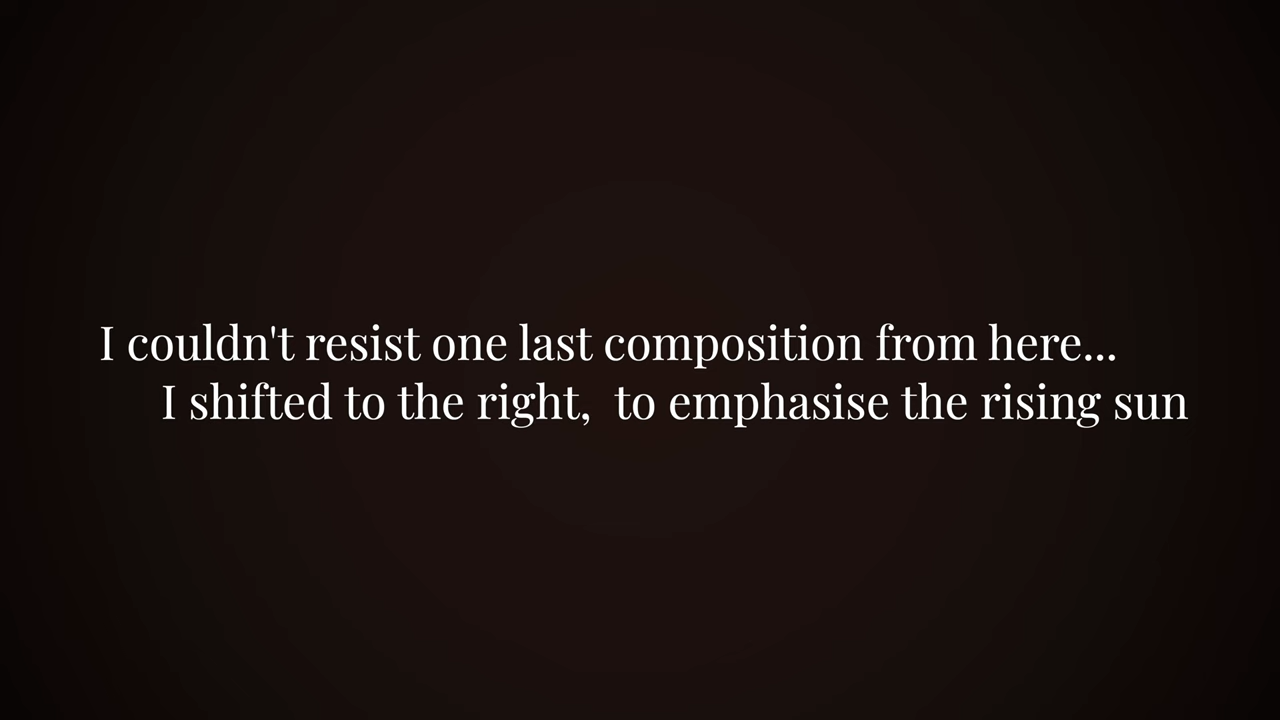 I couldn't resist one last composition from here...
I shifted to the right,  to emphasise the rising sun